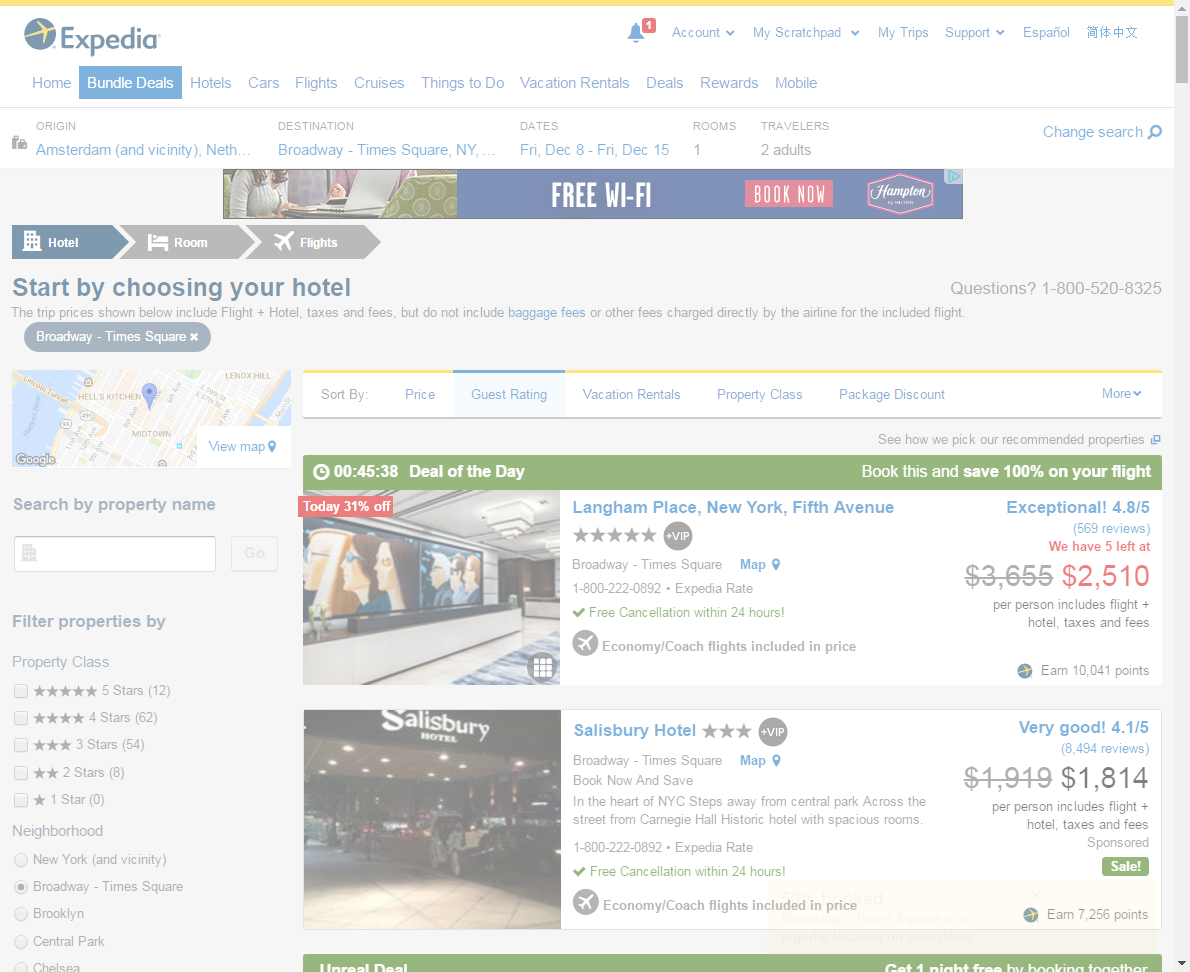 Expedia
1
Account
My Scratchpad
My Trips
Support
Español
简体中文
Home
Bundle Deals
Hotels
Cars
Flights
Cruises
Things to Do
Vacation Rentals
Deals
Rewards
Mobile
ORIGIN
DESTINATION
DATES
ROOMS
TRAVELERS
Amsterdam (and vicinity), Neth...
Broadway - Times Square, NY, ...
Fri, Dec 8 - Fri, Dec 15
1
2 adults
Change search
FREE WI-FI
BOOK NOW
Hampton
by HILTON
Hotel
Room
Flights
Start by choosing your hotel
Questions? 1-800-520-8325
The trip prices shown below include Flight + Hotel, taxes and fees, but do not include baggage fees or other fees charged directly by the airline for the included flight.
Broadway - Times Square ×
LENOX HILL
Lincoln Tunnel
HELL'S KITCHEN
MIDTOWN
Google
View map
Sort By:
Price
Guest Rating
Vacation Rentals
Property Class
Package Discount
More
See how we pick our recommended properties
00:45:38 Deal of the Day
Book this and save 100% on your flight
Search by property name
Go
Filter properties by
Property Class
5 Stars (12)
4 Stars (62)
3 Stars (54)
2 Stars (8)
1 Star (0)
Neighborhood
New York (and vicinity)
Broadway - Times Square
Brooklyn
Central Park
Chelsea
Today 31% off
Langham Place, New York, Fifth Avenue
+VIP
Broadway - Times Square Map
1-800-222-0892 • Expedia Rate
Free Cancellation within 24 hours!
Economy/Coach flights included in price
Exceptional! 4.8/5
(569 reviews)
We have 5 left at
$3,655 $2,510
per person includes flight +
hotel, taxes and fees
Earn 10,041 points
Salisbury
HOTEL
Salisbury Hotel
+VIP
Broadway - Times Square Map
Book Now And Save
In the heart of NYC Steps away from central park Across the
street from Carnegie Hall Historic hotel with spacious rooms.
1-800-222-0892 • Expedia Rate
Free Cancellation within 24 hours!
Economy/Coach flights included in price
Very good! 4.1/5
(8,494 reviews)
$1,919 $1,814
per person includes flight +
hotel, taxes and fees
Sponsored
Sale!
Earn 7,256 points
booked
Broadway - Times Square is a
popular location on your dates.
Unreal Deal
Get 1 night free by booking together